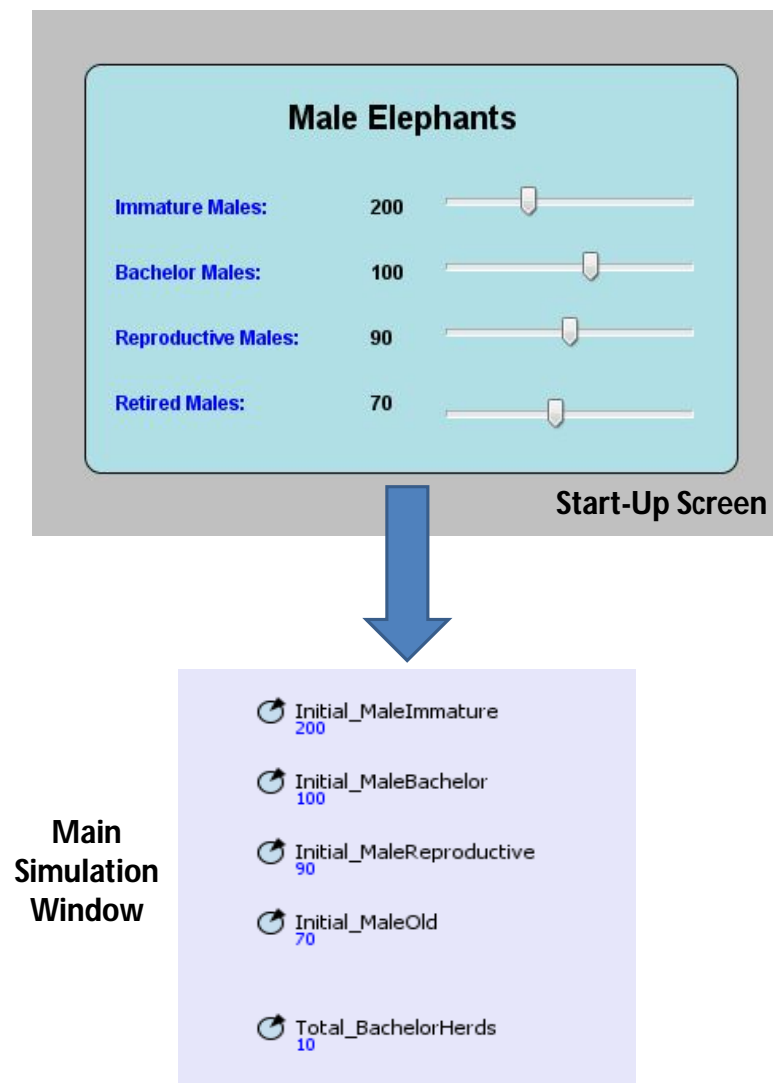 Male Elephants
Immature Males: 200
Bachelor Males: 100
Reproductive Males: 90
Retired Males: 70
Start-Up Screen
Main
Simulation
Window
Initial_MaleImmature
200
Initial_MaleBachelor
100
Initial_MaleReproductive
90
Initial_MaleOld
70
Total_BachelorHerds
10